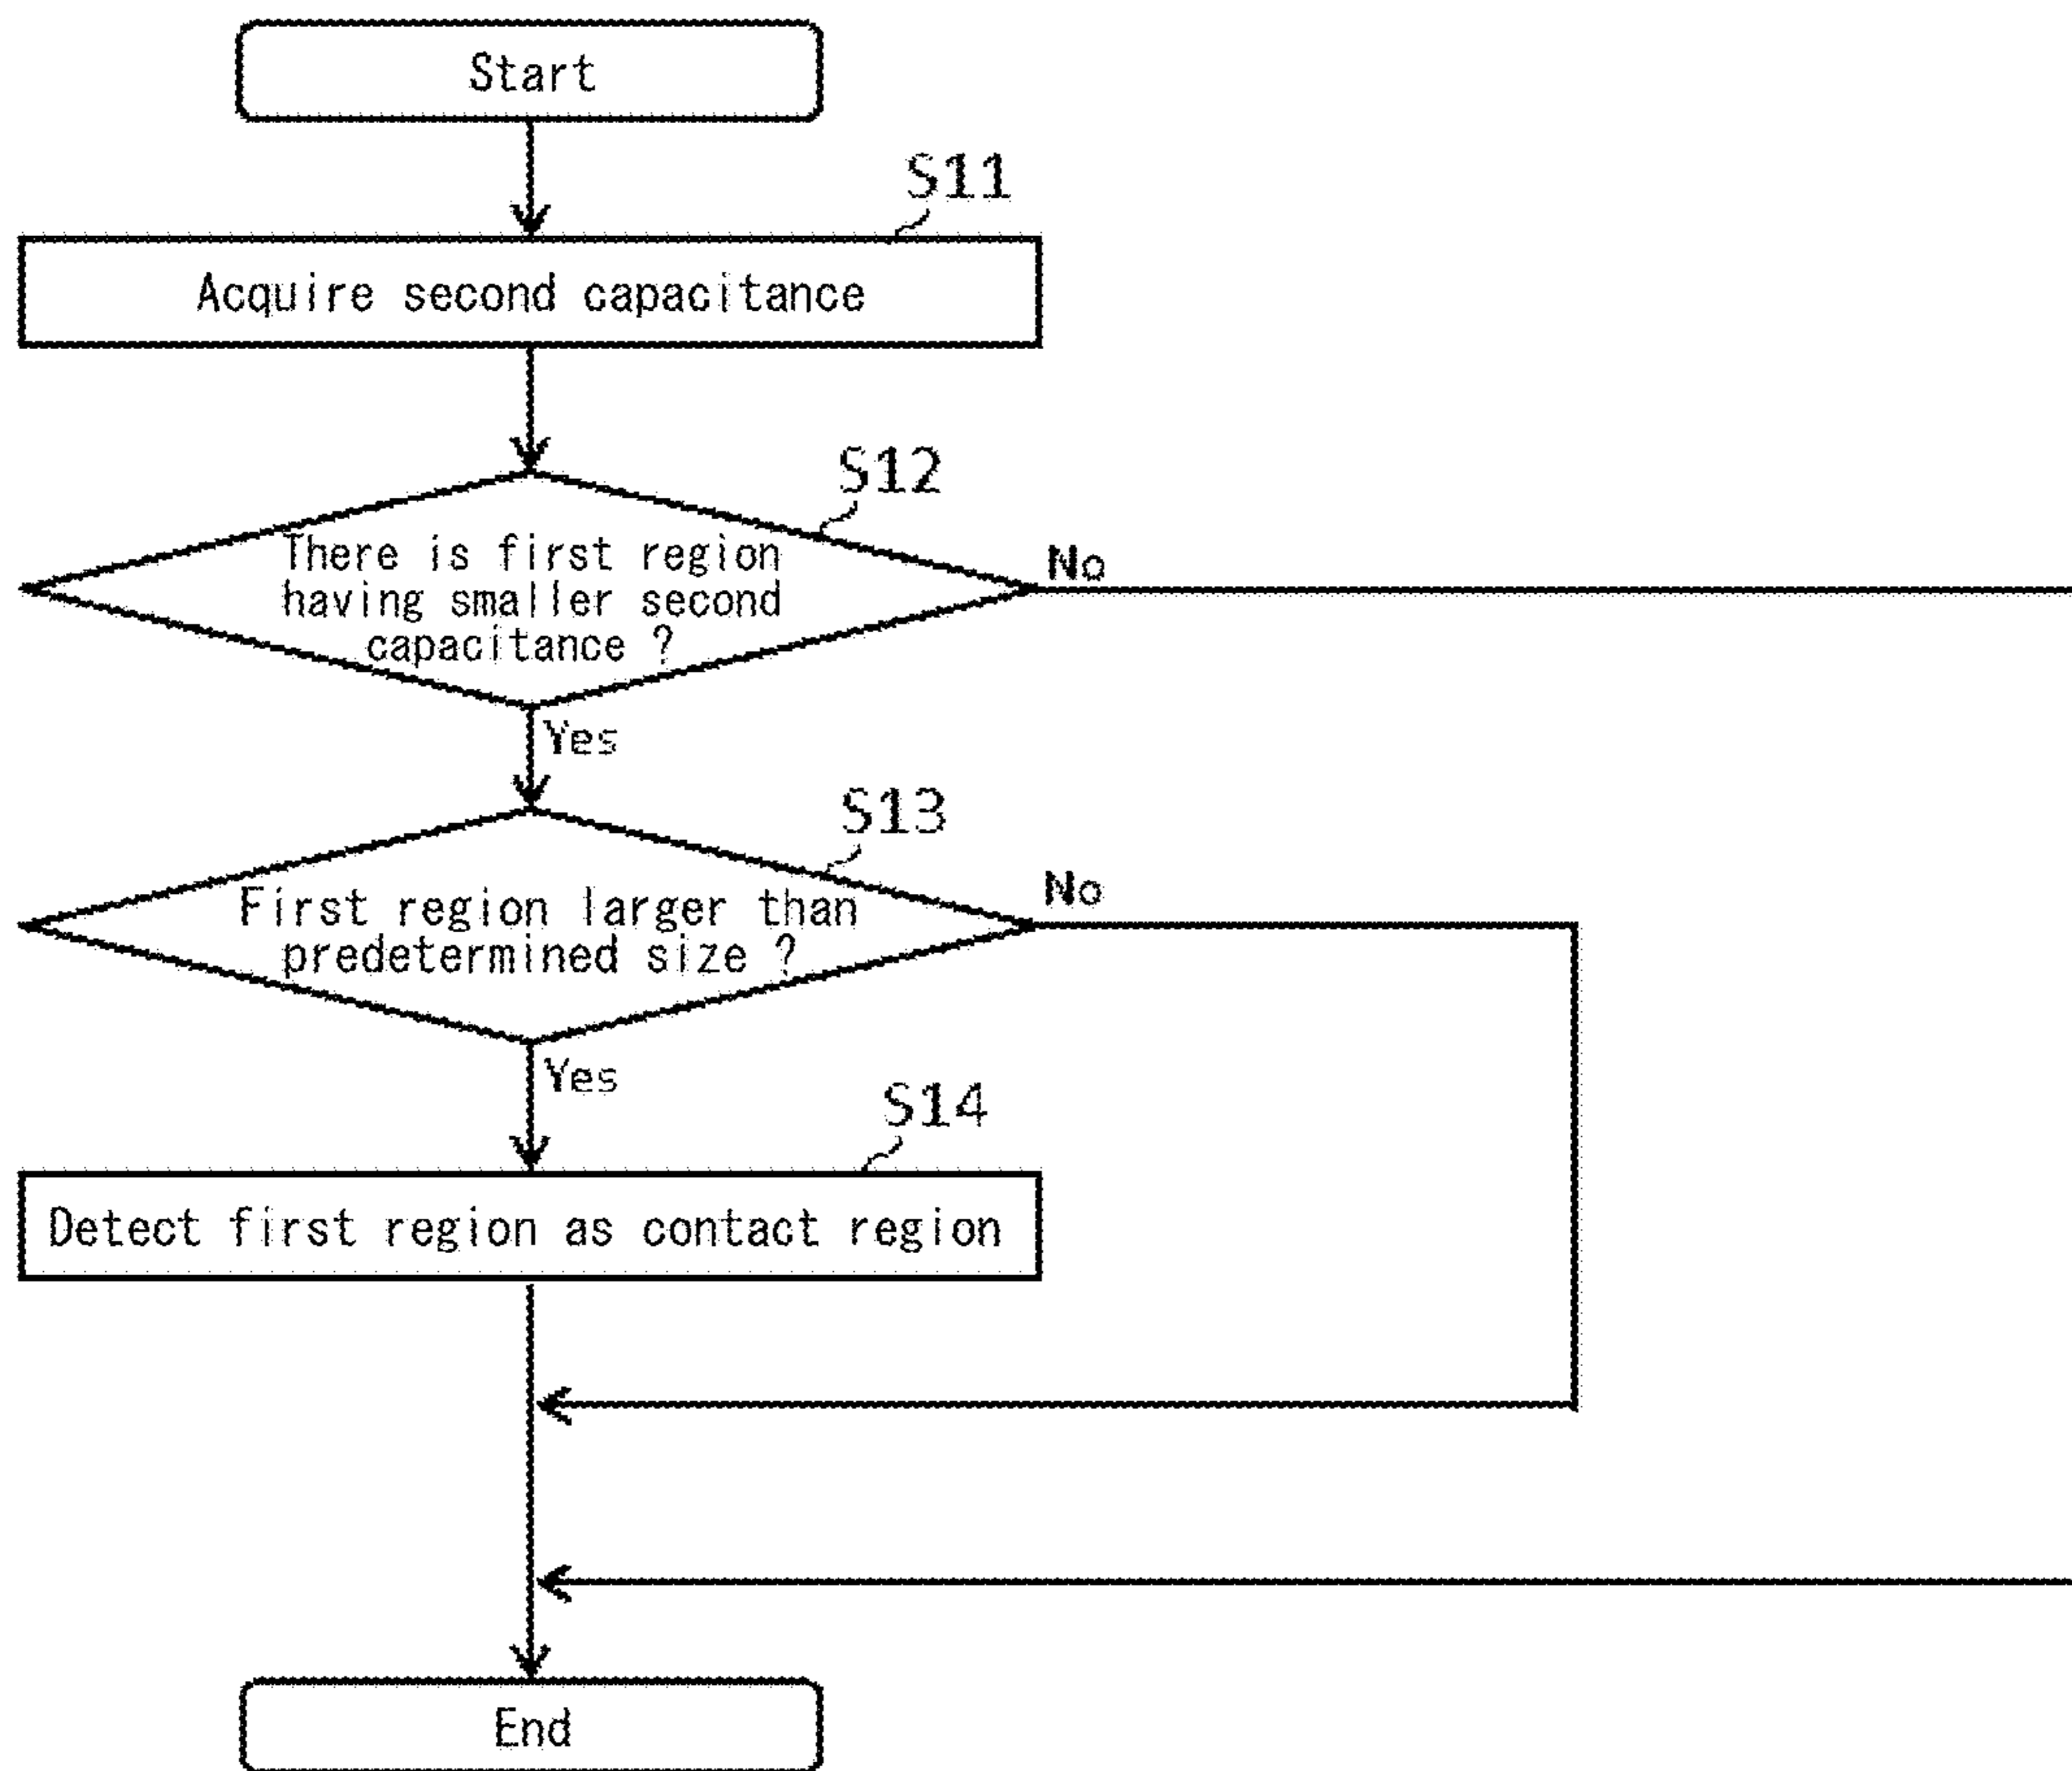 Start
S11
Acquire second capacitance
S12
There is first region
having smaller second
capacitance ?
No
Yes
S13
First region larger than
predetermined size ?
No
Yes
S14
Detect first region as contact region
End